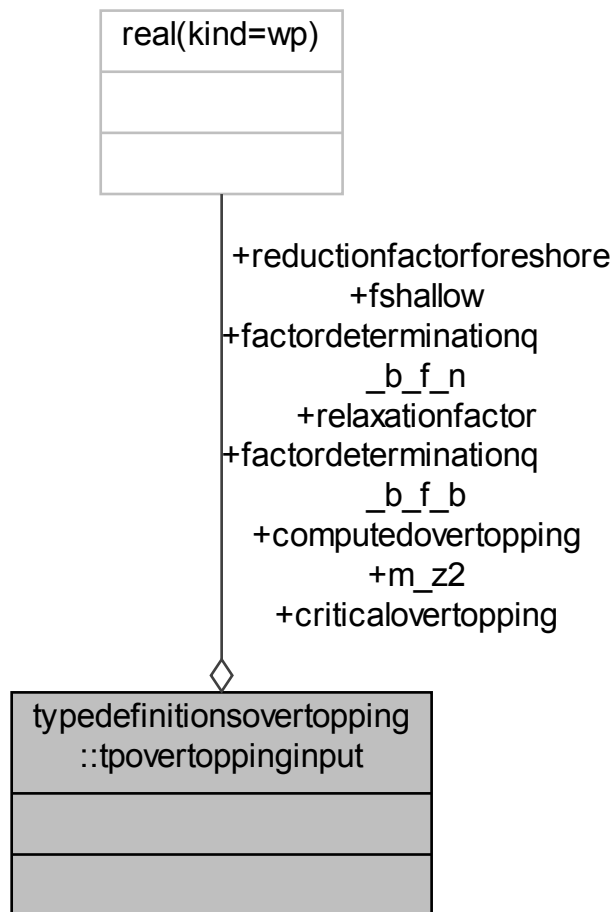 real(kind=wp)
+reductionfactorforeshore
+fshallow
+factordeterminationq
_b_f_n
+relaxationfactor
+factordeterminationq
_b_f_b
+computedovertopping
+m_z2
+criticalovertopping
typedefinitionsovertopping
::tpovertoppinginput